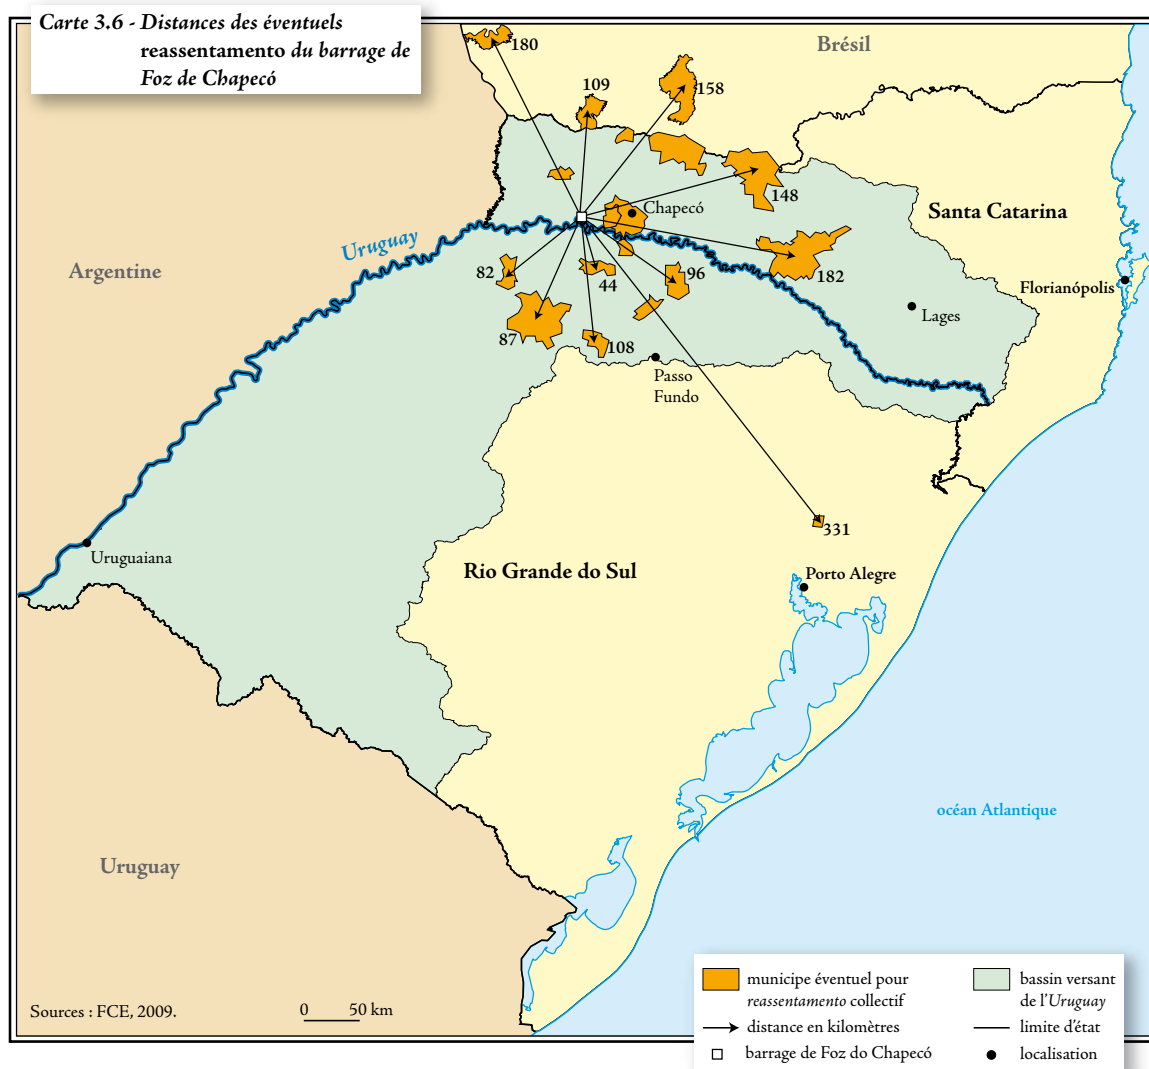 Carte 3.6 - Distances des éventuels
reassentamento du barrage de
Foz de Chapecó
180
Brésil
109
158
148
Chapecó
Santa Catarina
Uruguay
Argentine
82
44
96
182
Florianópolis
Lages
87
108
Passo
Fundo
331
Uruguaiana
Rio Grande do Sul
Porto Alegre
océan Atlantique
Uruguay
Sources : FCE, 2009.
0 50 km
municipe éventuel pour
reassentamento collectif
distance en kilomètres
barrage de Foz do Chapecó
bassin versant
de l'Uruguay
limite d'état
localisation